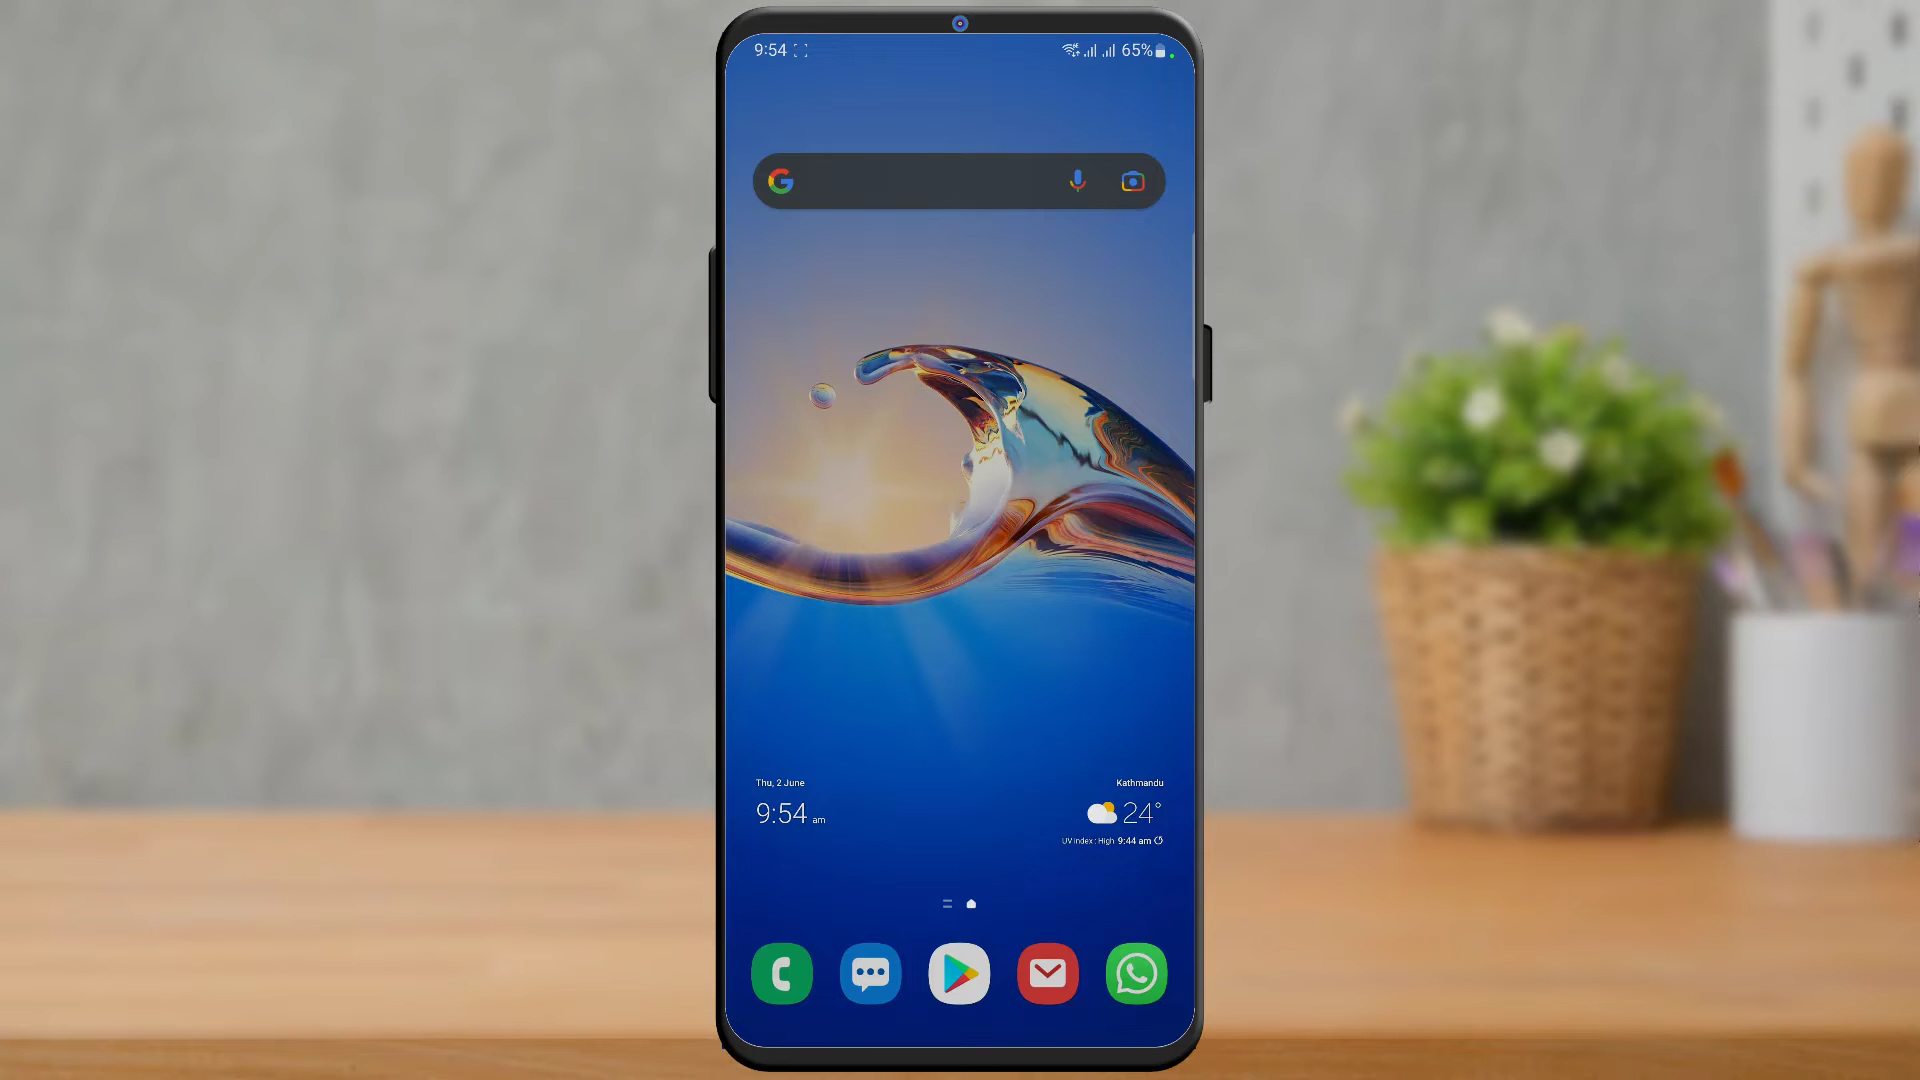 9:54
65%
Thu, 2 June
9:54 am
Kathmandu
24°
UV index : High 9:44 am